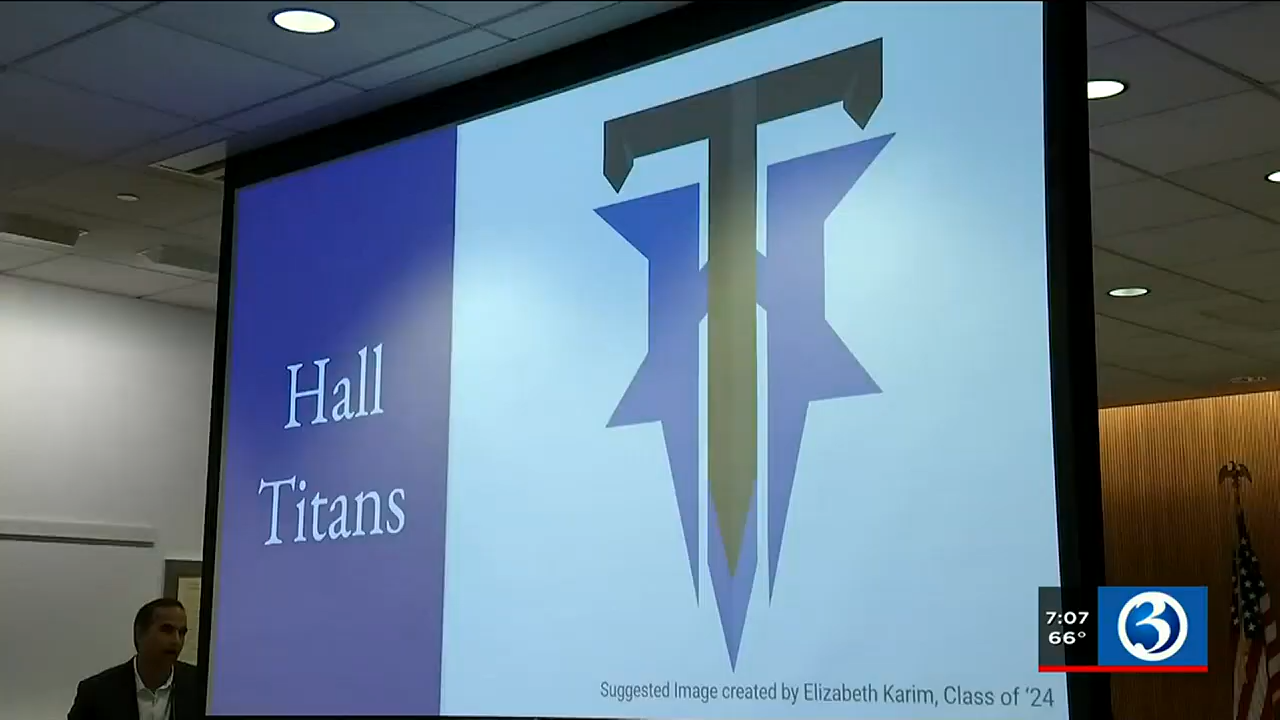 Hall
Titans
Suggested Image created by Elizabeth Karim, Class of '24
7:07
66°
3